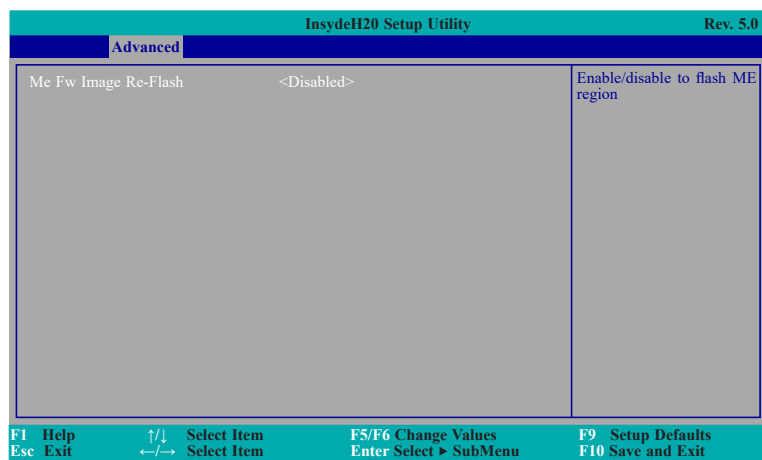 InsydeH20 Setup Utility Rev. 5.0
Advanced
Me Fw Image Re-Flash <Disabled>
Enable/disable to flash ME
region
F1 Help ↑/↓ Select Item F5/F6 Change Values F9 Setup Defaults
Esc Exit ←/→ Select Item Enter Select ▶ SubMenu F10 Save and Exit